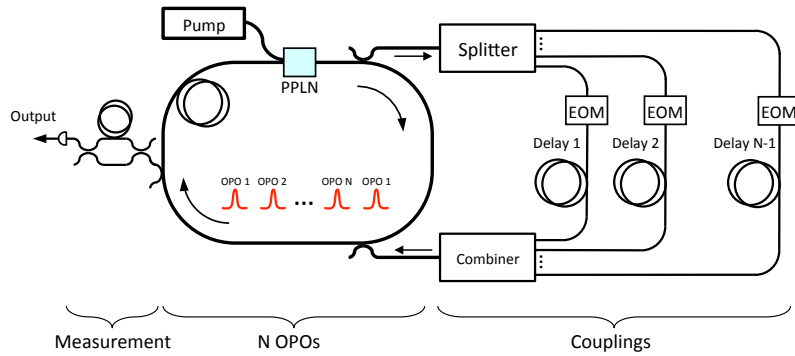 Pump
Splitter
PPLN
EOM
EOM
EOM
Output
Delay 1
Delay 2
Delay N-1
OPO 1
OPO 2
...
OPO N
OPO 1
Combiner
Measurement
N OPOs
Couplings